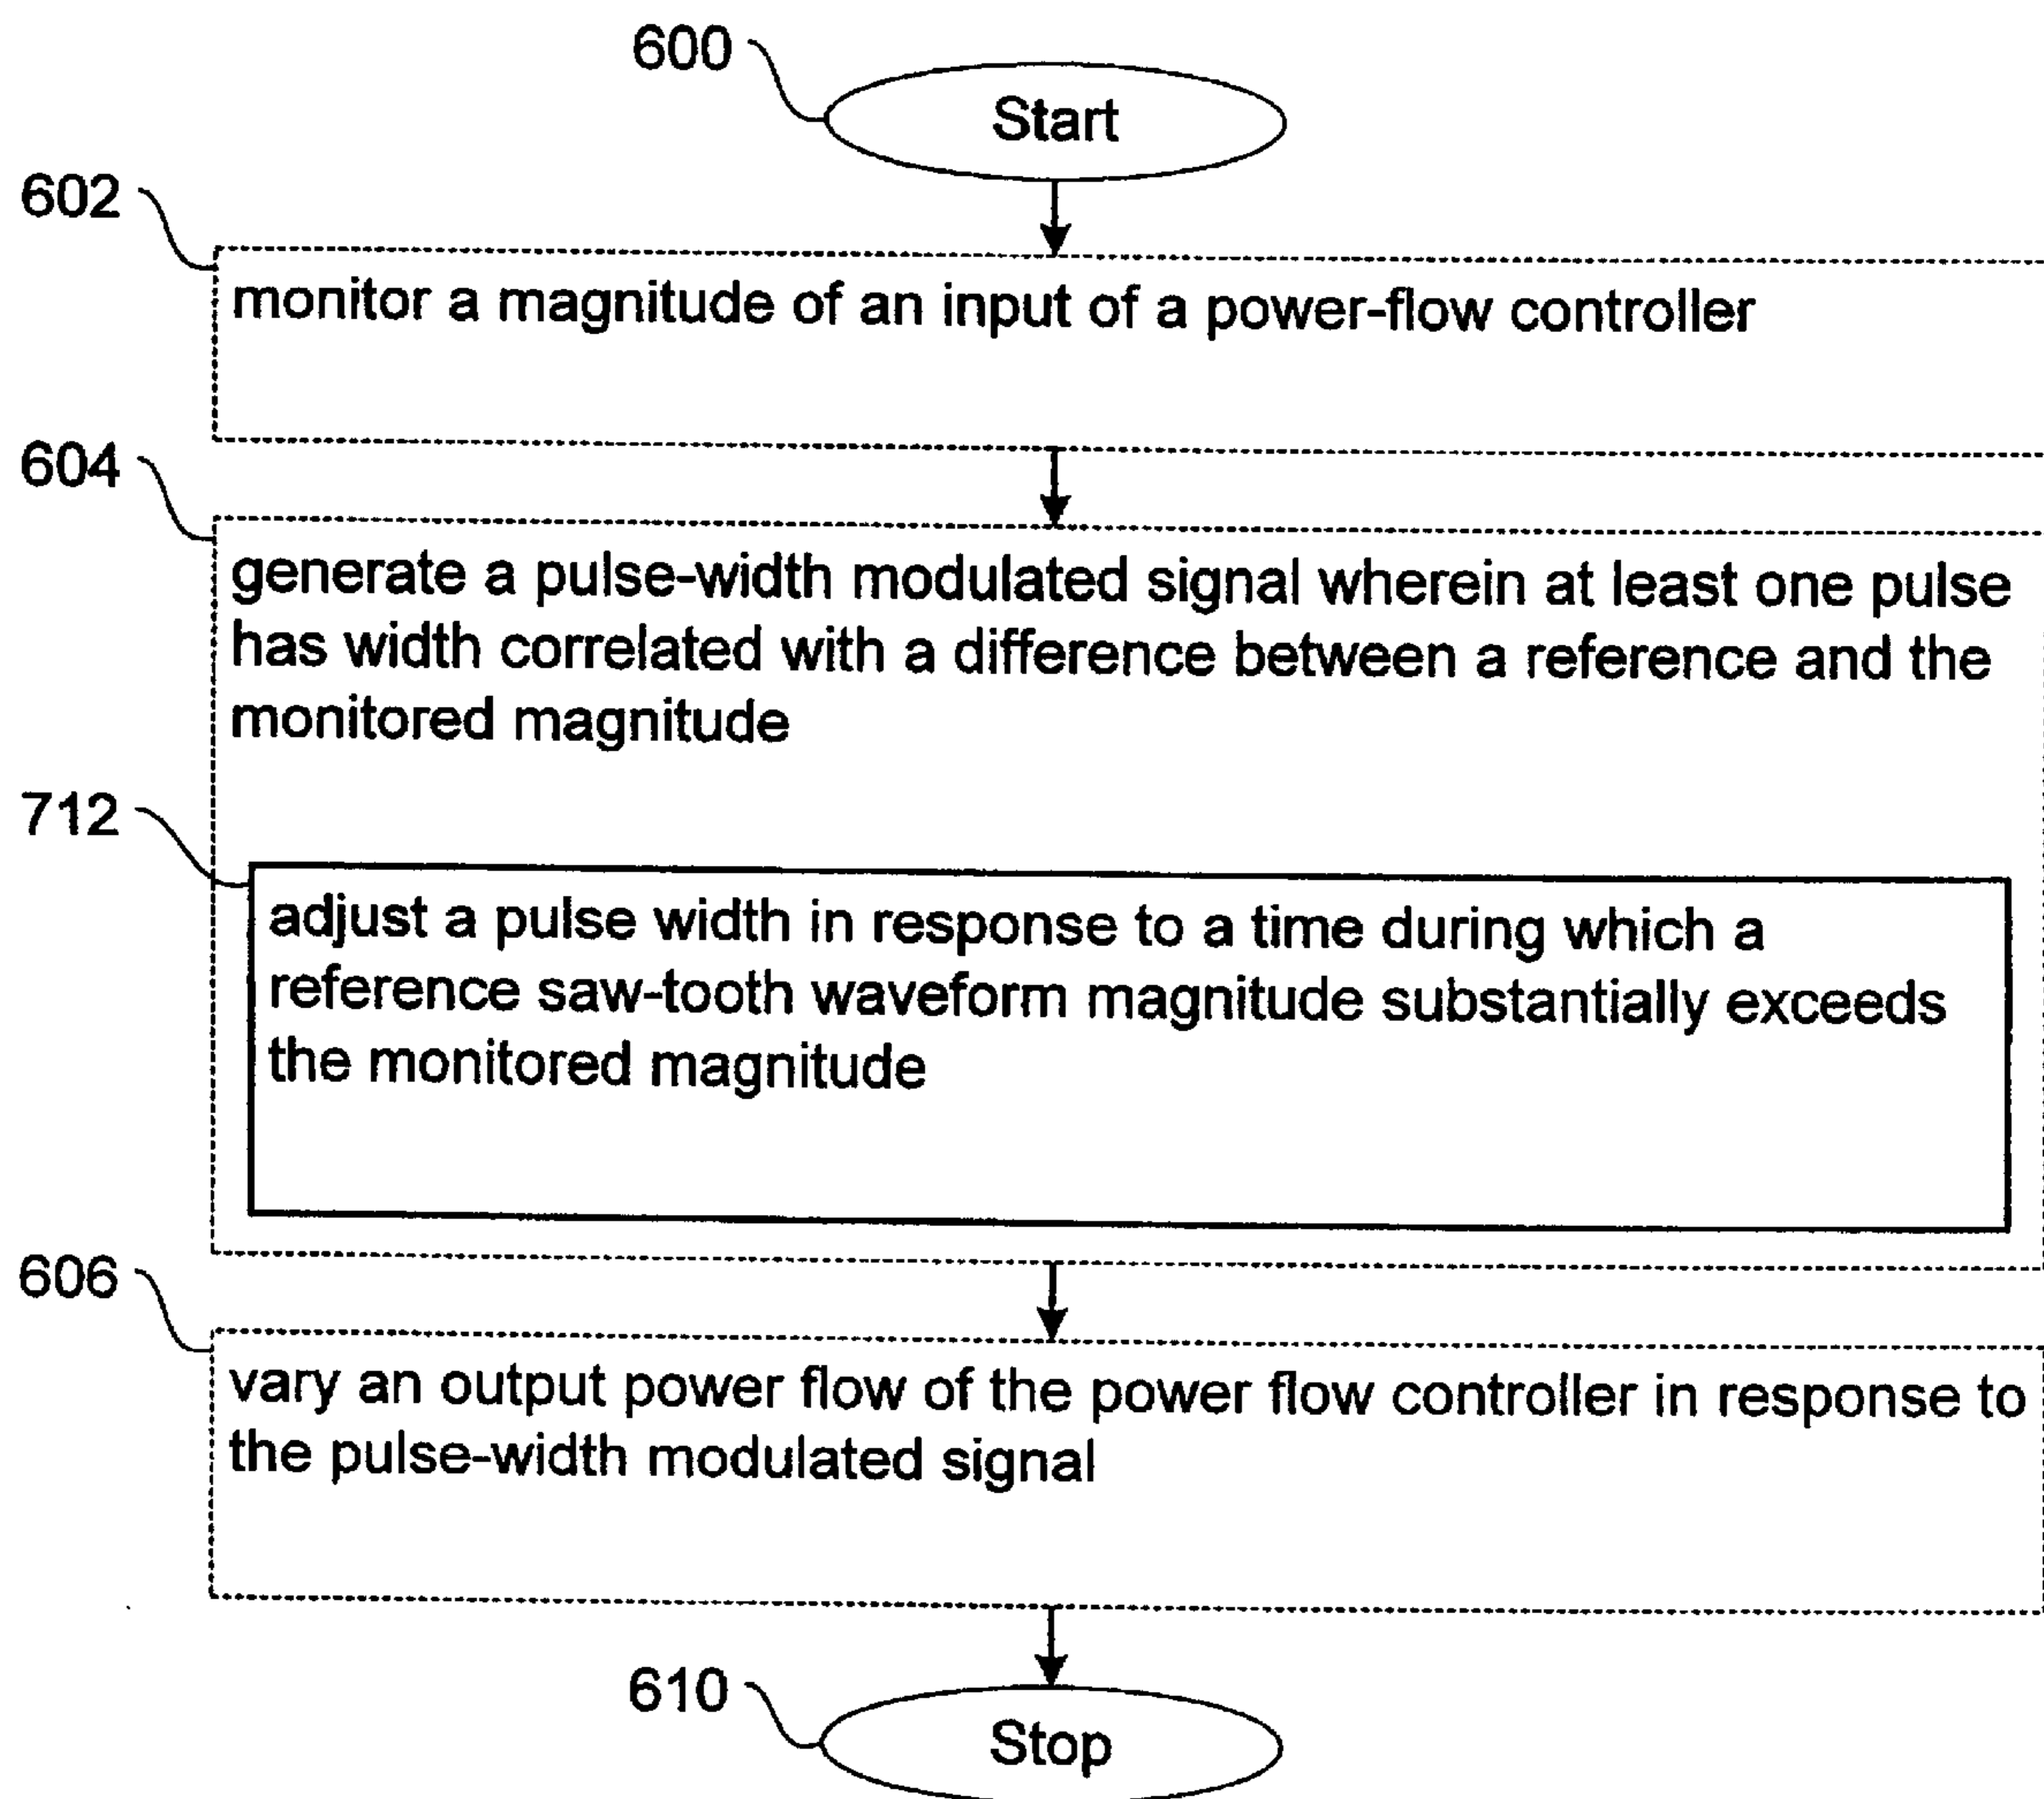 600
Start
602
monitor a magnitude of an input of a power-flow controller
604
generate a pulse-width modulated signal wherein at least one pulse
has width correlated with a difference between a reference and the
monitored magnitude
712
adjust a pulse width in response to a time during which a
reference saw-tooth waveform magnitude substantially exceeds
the monitored magnitude
606
vary an output power flow of the power flow controller in response to
the pulse-width modulated signal
610
Stop